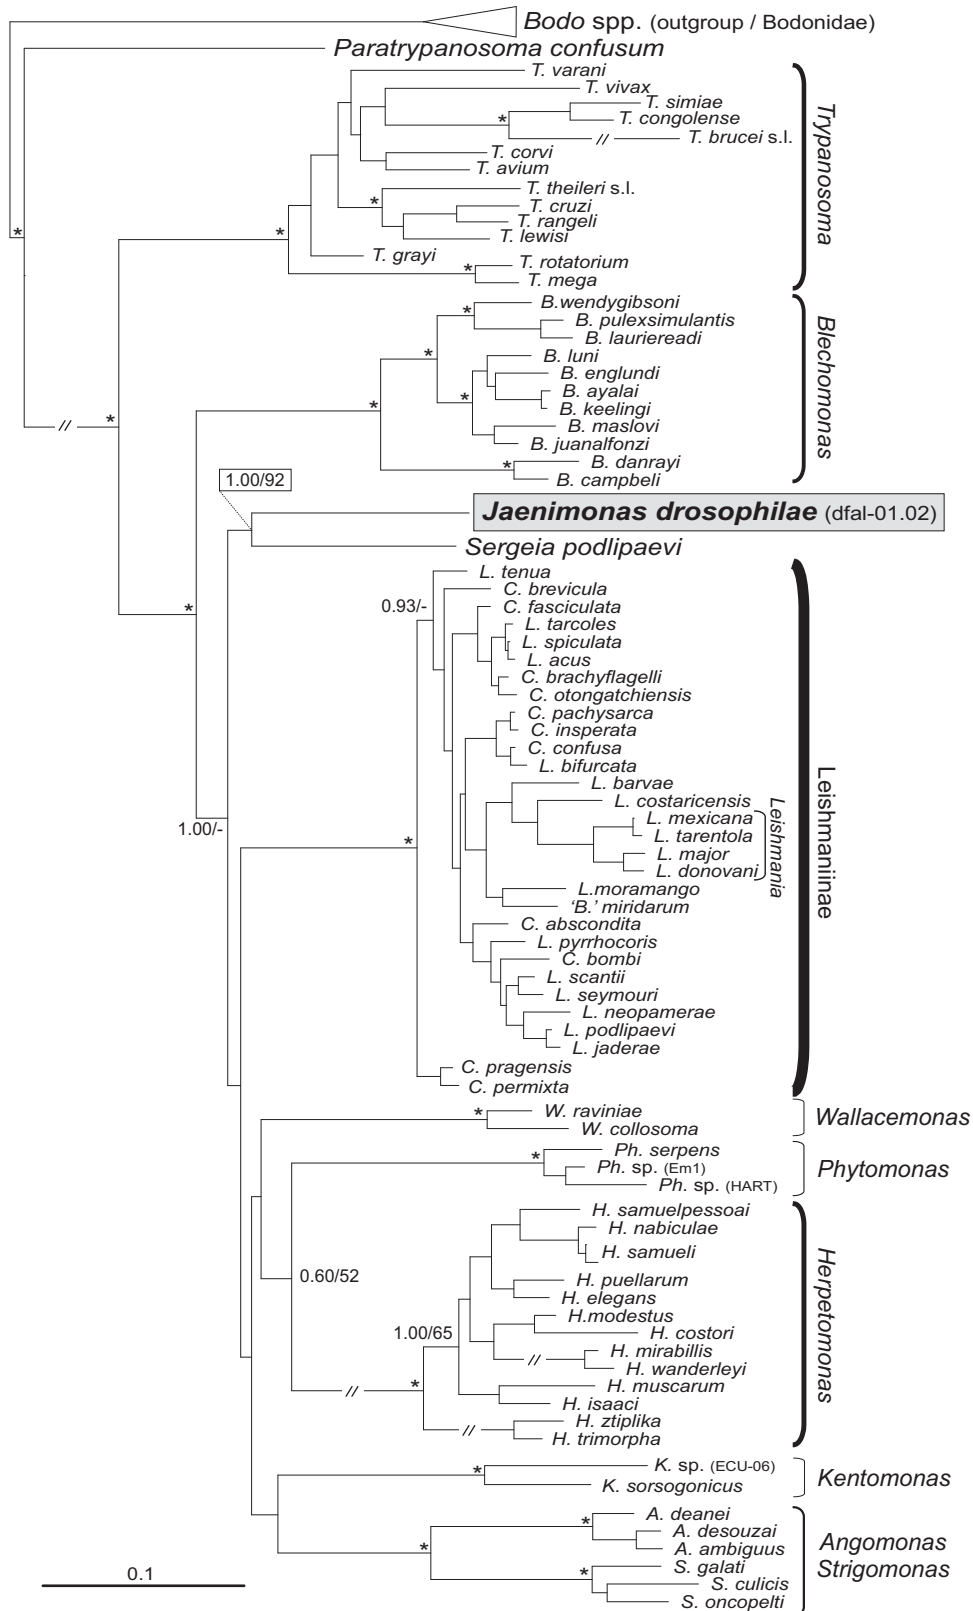 Bodo spp. (outgroup / Bodonidae)
Paratrypanosoma confusum
T. varani
T. vivax
T. simiae
* T. congolense
// T. brucei s.l.
T. corvi
T. avium
T. theileri s.l.
* T. cruzi
T. rangeli
* * T. lewisi
T. grayi
* T. rotatorium
T. mega
Trypanosoma
B.wendygibsoni
* B. pulexsimulantis
B. lauriereadi
* B. luni
B. englundi
B. ayalai
* * B. keelingi
// * B. maslovi
B. juanalfonzi
* B. danrayi
B. campbeli
Blechomonas
1.00/92
Jaenimonas drosophilae (dfal-01.02)
Sergeia podlipaevi
L. tenua
C. brevicula
* 0.93/- C. fasciculata
L. tarcoles
L. spiculata
L. acus
C. brachyflagelli
C. otongatchiensis
C. pachysarca
C. insperata
C. confusa
L. bifurcata
L. barvae
L. costaricensis
L. mexicana
L. tarentola
L. major
L. donovani
Leishmania
1.00/-
*
L.moramango
‘B.’ miridarum
C. abscondita
L. pyrrhocoris
C. bombi
L. scantii
L. seymouri
L. neopamerae
L. podlipaevi
L. jaderae
C. pragensis
C. permixta
Leishmaniinae
* W. raviniae
W. collosoma
Wallacemonas
* Ph. serpens
Ph. sp. (Em1)
Ph. sp. (HART)
Phytomonas
H. samuelpessoai
H. nabiculae
H. samueli
0.60/52
H. puellarum
H. elegans
H.modestus
1.00/65 H. costori
H. mirabillis
// H. wanderleyi
// * H. muscarum
H. isaaci
// H. ztiplika
H. trimorpha
Herpetomonas
* K. sp. (ECU-06)
K. sorsogonicus
Kentomonas
* A. deanei
A. desouzai
* A. ambiguus
* S. galati
S. culicis
S. oncopelti
Angomonas
Strigomonas
0.1